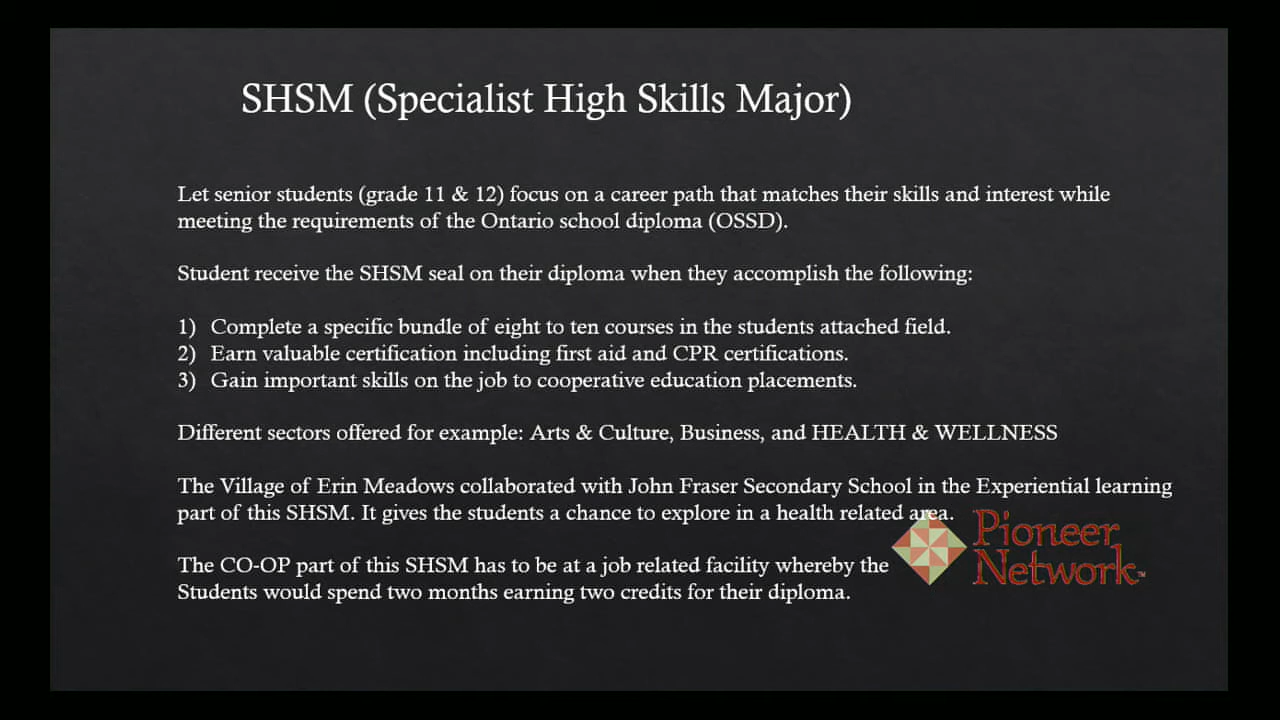 SHSM (Specialist High Skills Major)
Let senior students (grade 11 & 12) focus on a career path that matches their skills and interest while
meeting the requirements of the Ontario school diploma (OSSD).
Student receive the SHSM seal on their diploma when they accomplish the following:
1) Complete a specific bundle of eight to ten courses in the students attached field.
2) Earn valuable certification including first aid and CPR certifications.
3) Gain important skills on the job to cooperative education placements.
Different sectors offered for example: Arts & Culture, Business, and HEALTH & WELLNESS
The Village of Erin Meadows collaborated with John Fraser Secondary School in the Experiential learning
part of this SHSM. It gives the students a chance to explore in a health related area.
The CO-OP part of this SHSM has to be at a job related facility whereby the
Students would spend two months earning two credits for their diploma.
Pioneer
Network™